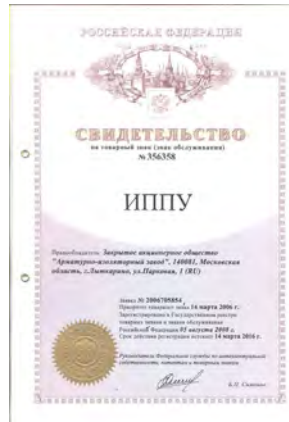 РОССИЙСКАЯ ФЕДЕРАЦИЯ
СВИДЕТЕЛЬСТВО
на товарный знак (знак обслуживания)
№ 356358
ИППУ
Правообладатель: Закрытое акционерное общество
"Арматурно-изоляторный завод", 140081, Московская
область, г.Лыткарино, ул.Парковая, 1 (RU)
Заявка № 2006705854
Приоритет товарного знака 14 марта 2006 г.
Зарегистрировано в Государственном реестре
товарных знаков и знаков обслуживания
Российской Федерации 05 августа 2008 г.
Срок действия регистрации истекает 14 марта 2016 г.
Руководитель Федеральной службы по интеллектуальной
собственности, патентам и товарным знакам
Б.П. Симонов